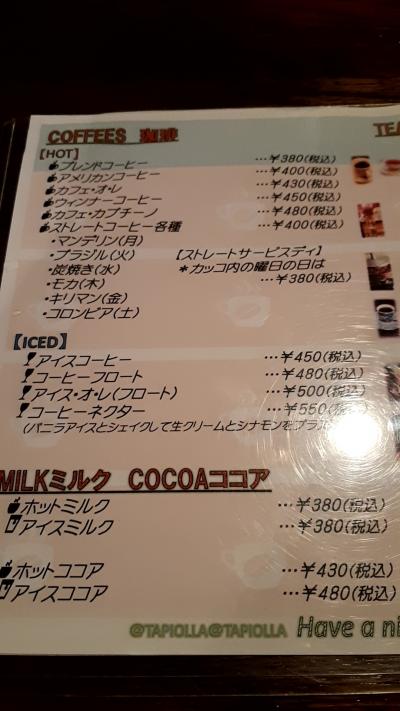 COFFEES 珈琲
TEA
【HOT】
ブレンドコーヒー …￥380(税込)
アメリカンコーヒー …￥400(税込)
カフェ・オ・レ …￥430(税込)
ウィンナーコーヒー …￥450(税込)
カフェ・カプチーノ …￥480(税込)
ストレートコーヒー各種 …￥400(税込)
・マンデリン(月)
・ブラジル(火) 【ストレートサービスディ】
・炭焼き(水) ＊カッコ内の曜日の日は
・モカ(木) …￥380(税込)
・キリマン(金)
・コロンビア(土)
【ICED】
アイスコーヒー …￥450(税込)
コーヒーフロート …￥480(税込)
アイス・オ・レ(フロート) …￥500(税込)
コーヒーネクター …￥550(税込)
(バニラアイスとシェイクして生クリームとシナモンをプラス
MILKミルク COCOAココア
ホットミルク …￥380(税込)
アイスミルク …￥380(税込)
ホットココア …￥430(税込)
アイスココア …￥480(税込)
@TAPIOLLA@TAPIOLLA Have a ni